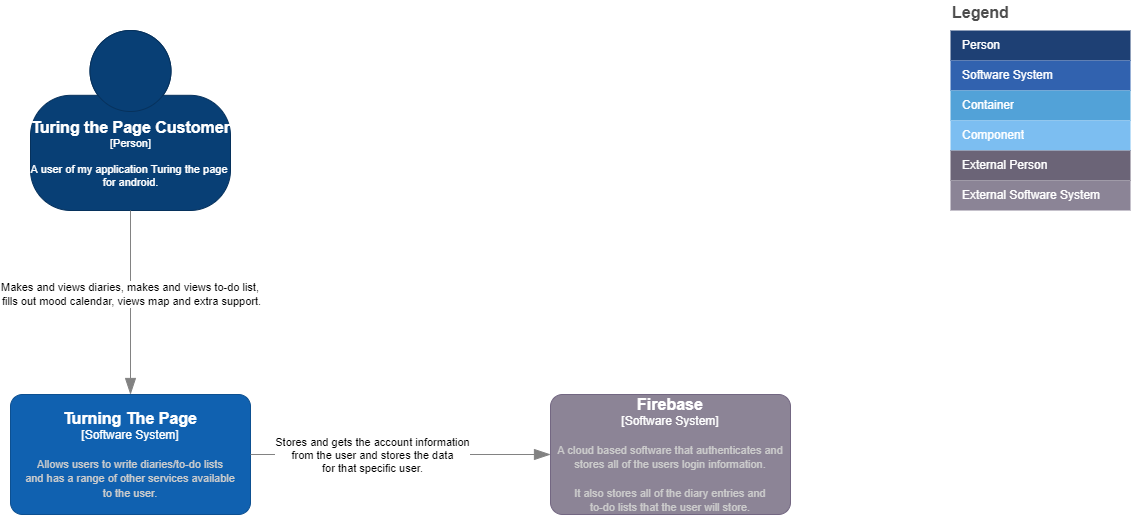 Legend
Person
Software System
Container
Component
External Person
External Software System
Turing the Page Customer
[Person]
A user of my application Turing the page
for android.
Makes and views diaries, makes and views to-do list,
fills out mood calendar, views map and extra support.
Turning The Page
[Software System]
Allows users to write diaries/to-do lists
and has a range of other services available
to the user.
Stores and gets the account information
from the user and stores the data
for that specific user.
Firebase
[Software System]
A cloud based software that authenticates and
stores all of the users login information.
It also stores all of the diary entries and
to-do lists that the user will store.